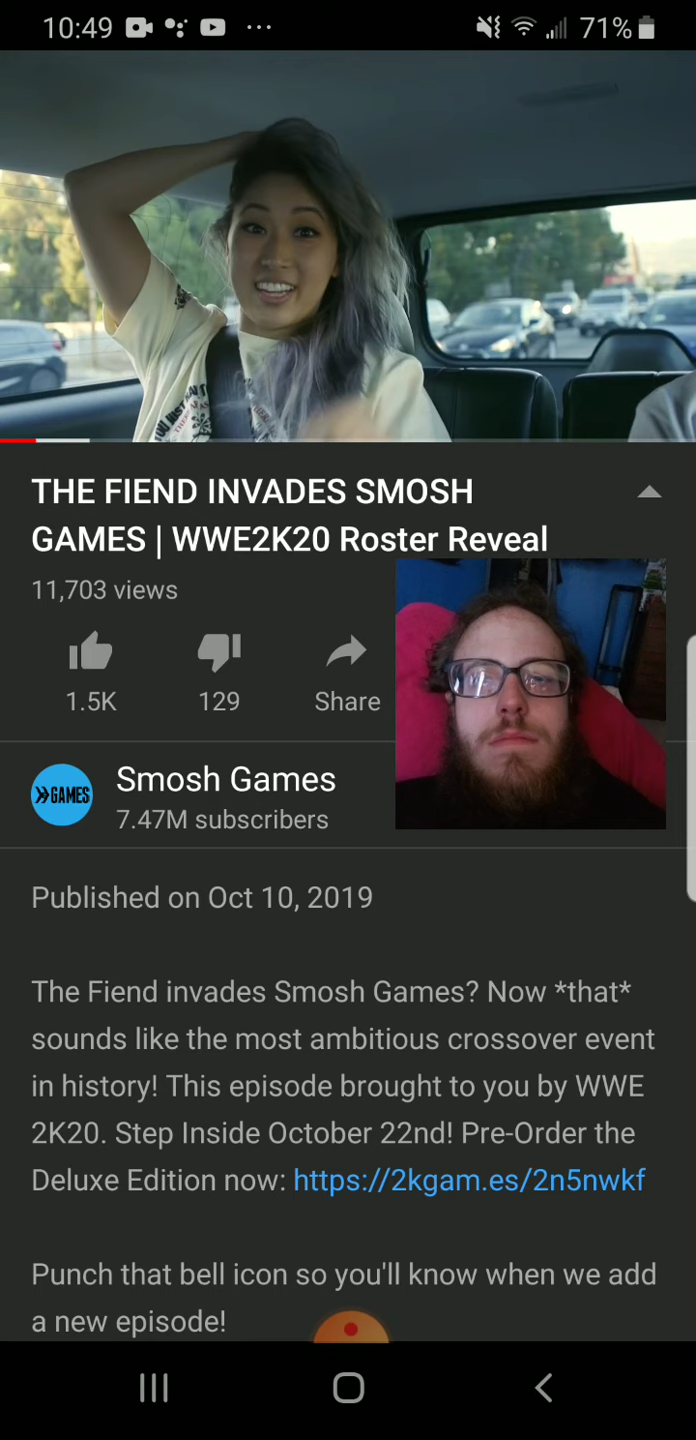 10:49
71%
THE FIEND INVADES SMOSH
GAMES | WWE2K20 Roster Reveal
11,703 views
1.5K
129
Share
GAMES
Smosh Games
7.47M subscribers
Published on Oct 10, 2019
The Fiend invades Smosh Games? Now *that*
sounds like the most ambitious crossover event
in history! This episode brought to you by WWE
2K20. Step Inside October 22nd! Pre-Order the
Deluxe Edition now: https://2kgam.es/2n5nwkf
Punch that bell icon so you'll know when we add
a new episode!